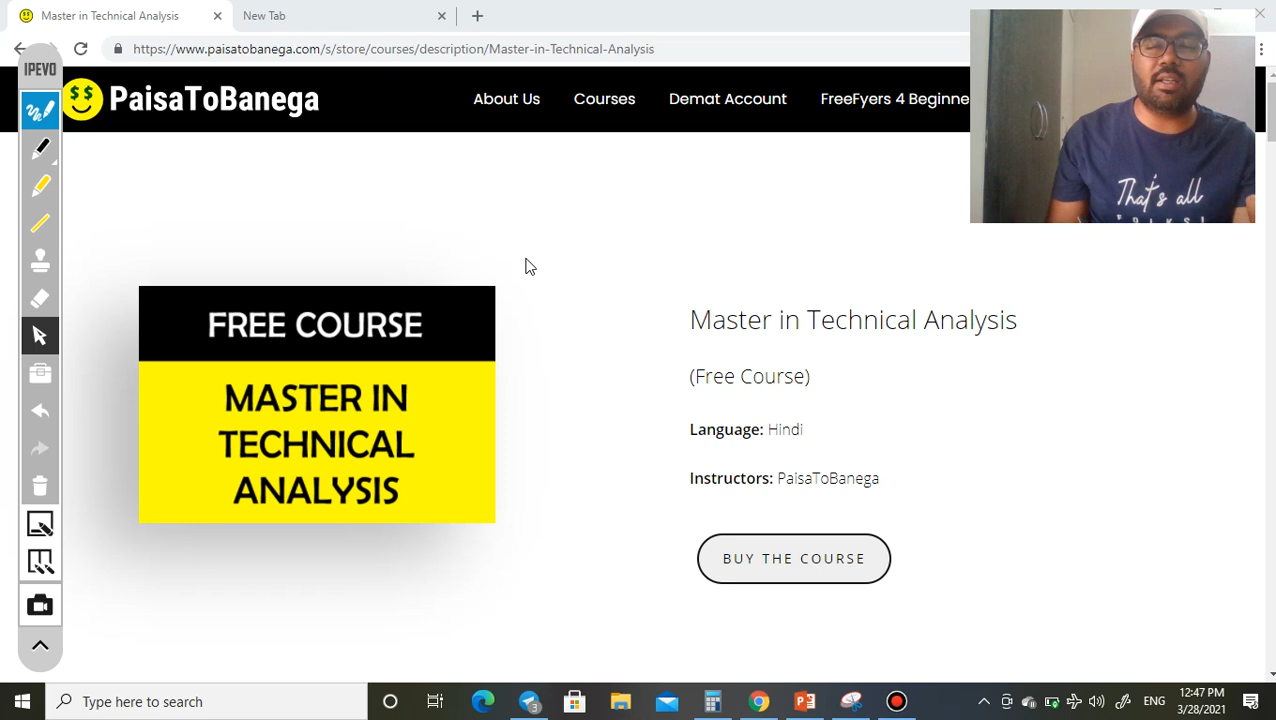 Master in Technical Analysis
New Tab
https://www.paisatobanega.com/s/store/courses/description/Master-in-Technical-Analysis
IPEVO
$$
PaisaToBanega
About Us
Courses
Demat Account
FreeFyers 4 Beginne
That's all
FREE COURSE
MASTER IN
TECHNICAL
ANALYSIS
Master in Technical Analysis
(Free Course)
Language: Hindi
Instructors: PaisaToBanega
BUY THE COURSE
Type here to search
3
ENG
12:47 PM
3/28/2021